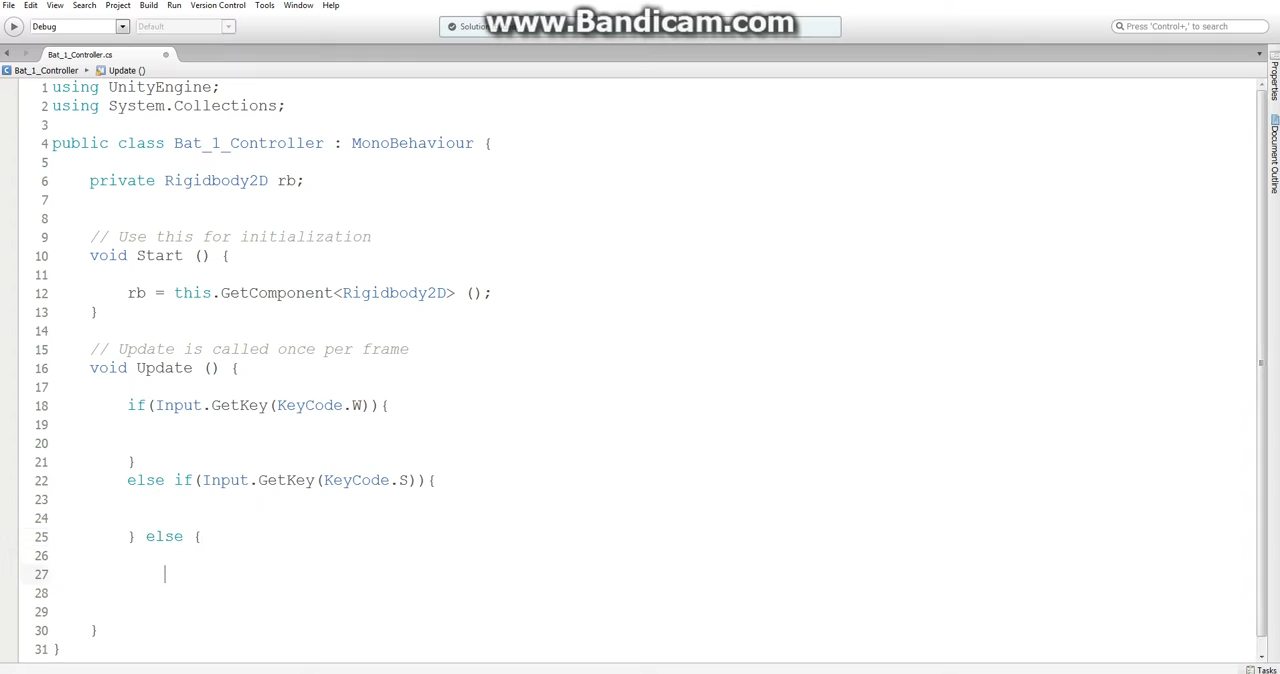 File Edit View Search Project Build Run Version Control Tools Window Help
Debug Default Solution www.Bandicam.com Press 'Control+,' to search
Bat_1_Controller.cs
Bat_1_Controller Update ()
1 using UnityEngine;
2 using System.Collections;
3
4 public class Bat_1_Controller : MonoBehaviour {
5
6 private Rigidbody2D rb;
7
8
9 // Use this for initialization
10 void Start () {
11
12 rb = this.GetComponent<Rigidbody2D> ();
13 }
14
15 // Update is called once per frame
16 void Update () {
17
18 if(Input.GetKey(KeyCode.W)){
19
20
21 }
22 else if(Input.GetKey(KeyCode.S)){
23
24
25 } else {
26
27
28
29
30 }
31 }
Properties
Document Outline
Tasks